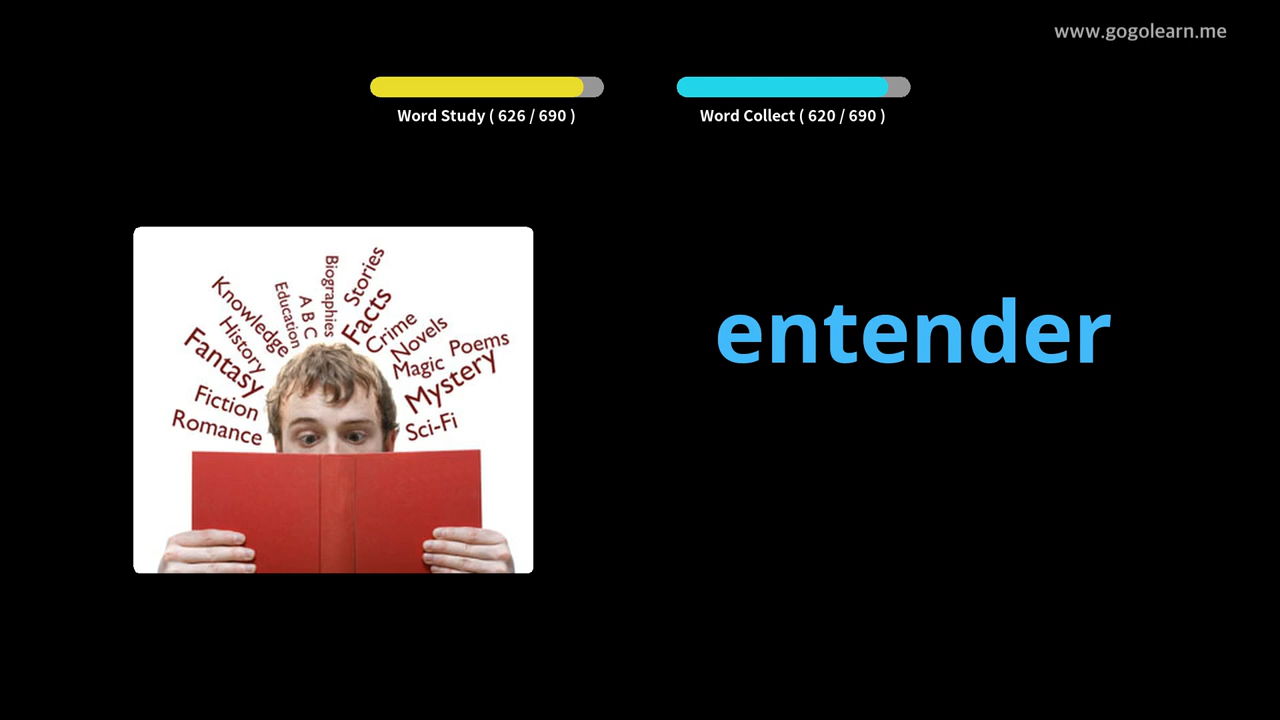 www.gogolearn.me
Word Study ( 626 / 690 )
Word Collect ( 620 / 690 )
entender
Stories
Biographies
Facts
A B C
Education
Knowledge
Crime
Novels
History
Poems
Magic
Fantasy
Mystery
Fiction
Sci-Fi
Romance